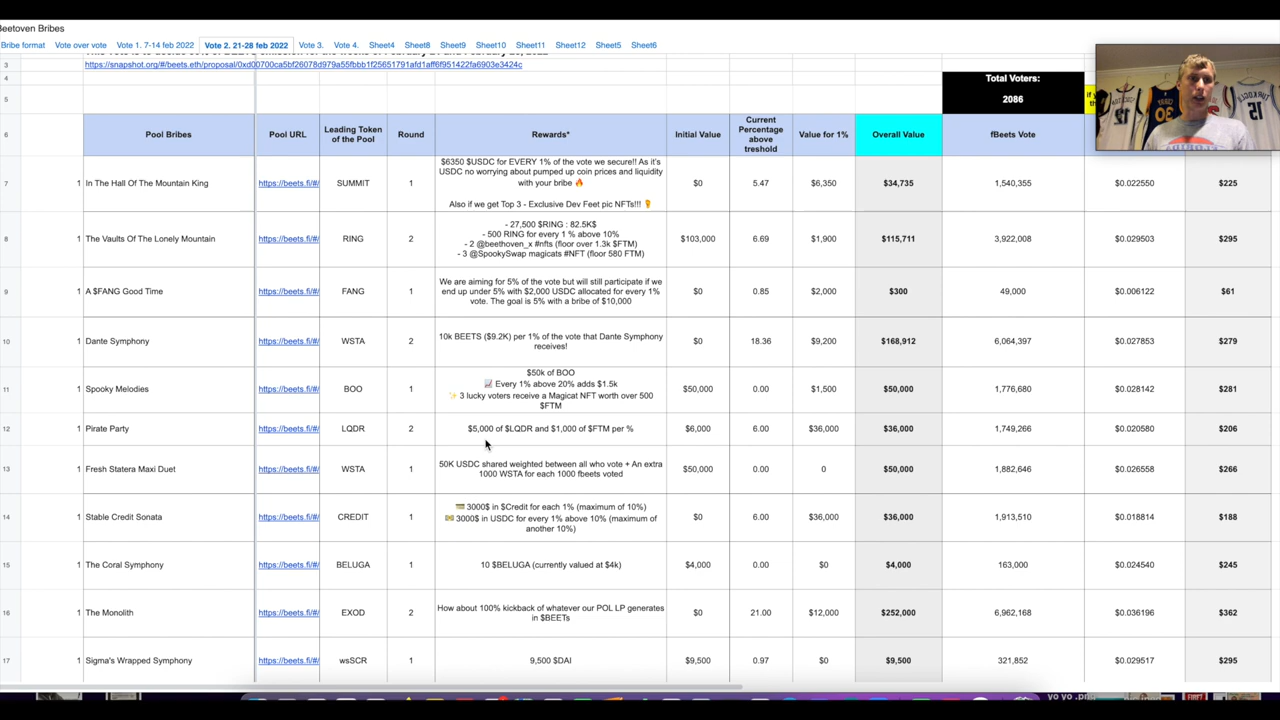 Beetoven Bribes
Bribe format Vote over vote Vote 1. 7-14 feb 2022 Vote 2. 21-28 feb 2022 Vote 3. Vote 4. Sheet4 Sheet8 Sheet9 Sheet10 Sheet11 Sheet12 Sheet5 Sheet6
3 https://snapshot.org/#/beets.eth/proposal/0xd00700ca5bf26078d979a55fbbb1f25651791afd1aff6f951422fa6903e3424c
4 Total Voters:
5 2086
6 Pool Bribes Pool URL Leading Token of the Pool Round Rewards* Initial Value Current Percentage above treshold Value for 1% Overall Value fBeets Vote
7 1 In The Hall Of The Mountain King https://beets.fi/#/ SUMMIT 1 $6350 $USDC for EVERY 1% of the vote we secure!! As it's
USDC no worrying about pumped up coin prices and liquidity
with your bribe 🔥
Also if we get Top 3 - Exclusive Dev Feet pic NFTs!!! $0 5.47 $6,350 $34,735 1,540,355 $0.022550 $225
8 1 The Vaults Of The Lonely Mountain https://beets.fi/#/ RING 2 - 27,500 $RING : 82.5K$
- 500 RING for every 1 % above 10%
- 2 @beethoven_x #nfts (floor over 1.3k $FTM)
- 3 @SpookySwap magicats #NFT (floor 580 FTM) $103,000 6.69 $1,900 $115,711 3,922,008 $0.029503 $295
9 1 A $FANG Good Time https://beets.fi/#/ FANG 1 We are aiming for 5% of the vote but will still participate if we
end up under 5% with $2,000 USDC allocated for every 1%
vote. The goal is 5% with a bribe of $10,000 $0 0.85 $2,000 $300 49,000 $0.006122 $61
10 1 Dante Symphony https://beets.fi/#/ WSTA 2 10k BEETS ($9.2K) per 1% of the vote that Dante Symphony
receives! $0 18.36 $9,200 $168,912 6,064,397 $0.027853 $279
11 1 Spooky Melodies https://beets.fi/#/ BOO 1 $50k of BOO
📈 Every 1% above 20% adds $1.5k
✨ 3 lucky voters receive a Magicat NFT worth over 500
$FTM $50,000 0.00 $1,500 $50,000 1,776,680 $0.028142 $281
12 1 Pirate Party https://beets.fi/#/ LQDR 2 $5,000 of $LQDR and $1,000 of $FTM per % $6,000 6.00 $36,000 $36,000 1,749,266 $0.020580 $206
13 1 Fresh Statera Maxi Duet https://beets.fi/#/ WSTA 1 50K USDC shared weighted between all who vote + An extra
1000 WSTA for each 1000 fbeets voted $50,000 0.00 0 $50,000 1,882,646 $0.026558 $266
14 1 Stable Credit Sonata https://beets.fi/#/ CREDIT 1 💳 3000$ in $Credit for each 1% (maximum of 10%)
💵 3000$ in USDC for every 1% above 10% (maximum of
another 10%) $0 6.00 $36,000 $36,000 1,913,510 $0.018814 $188
15 1 The Coral Symphony https://beets.fi/#/ BELUGA 1 10 $BELUGA (currently valued at $4k) $4,000 0.00 $0 $4,000 163,000 $0.024540 $245
16 1 The Monolith https://beets.fi/#/ EXOD 2 How about 100% kickback of whatever our POL LP generates
in $BEETs $0 21.00 $12,000 $252,000 6,962,168 $0.036196 $362
17 1 Sigma's Wrapped Symphony https://beets.fi/#/ wsSCR 1 9,500 $DAI $9,500 0.97 $0 $9,500 321,852 $0.029517 $295